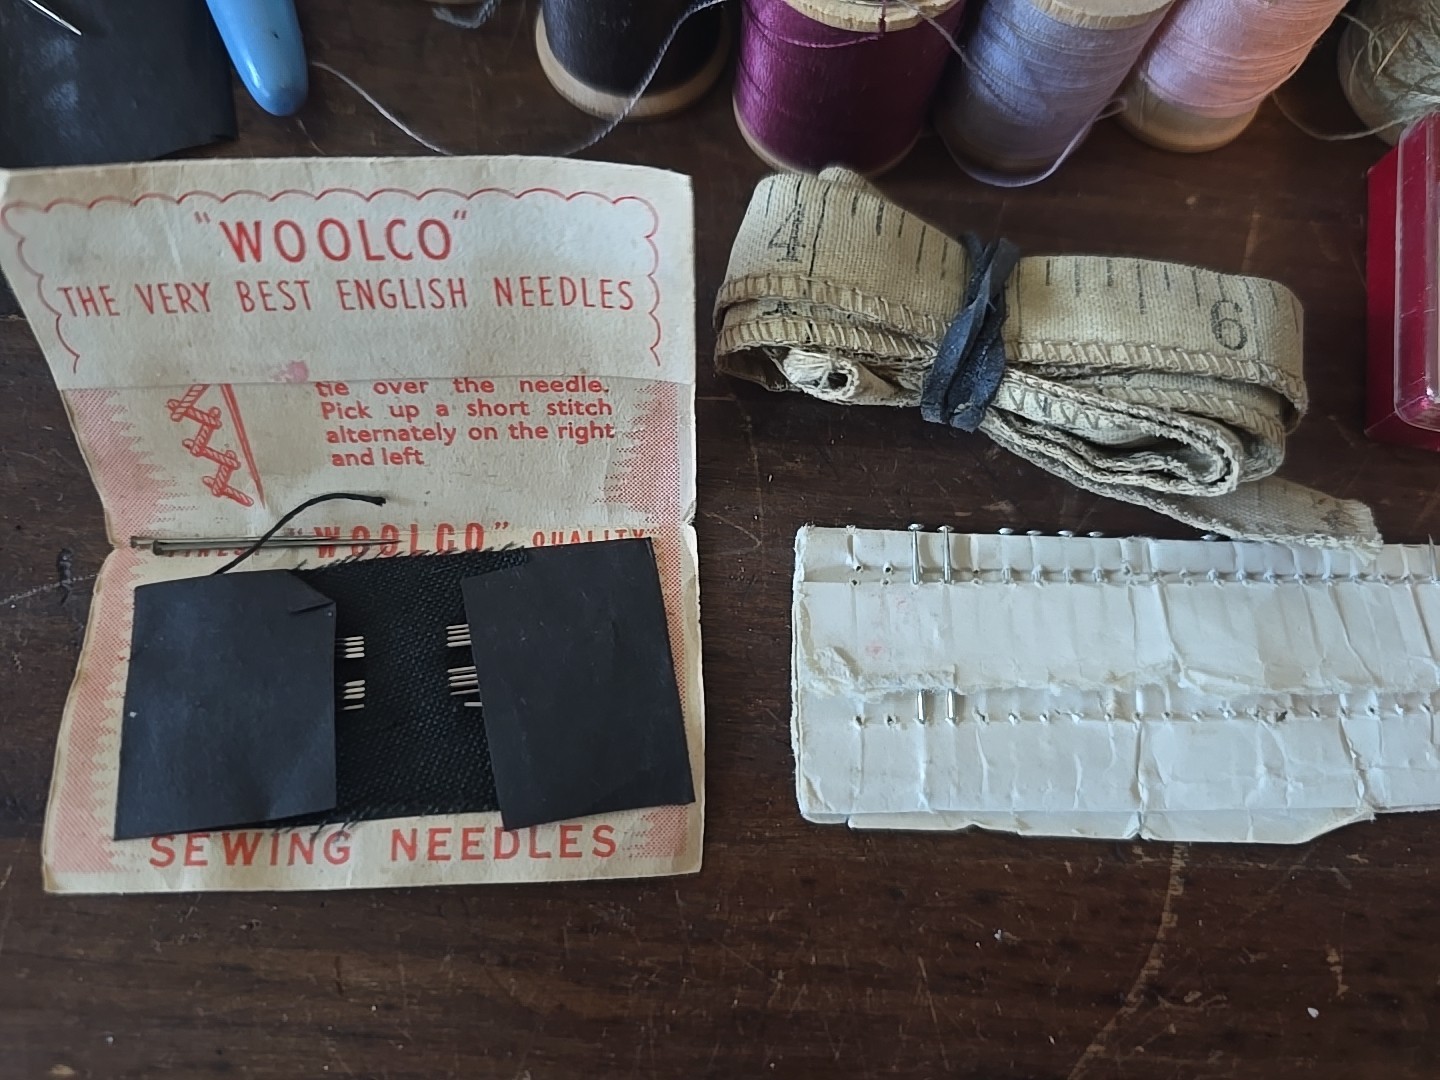 "WOOLCO"
THE VERY BEST ENGLISH NEEDLES
tie over the needle.
Pick up a short stitch
alternately on the right
and left
"WOOLCO" QUALITY
SEWING NEEDLES
4
6